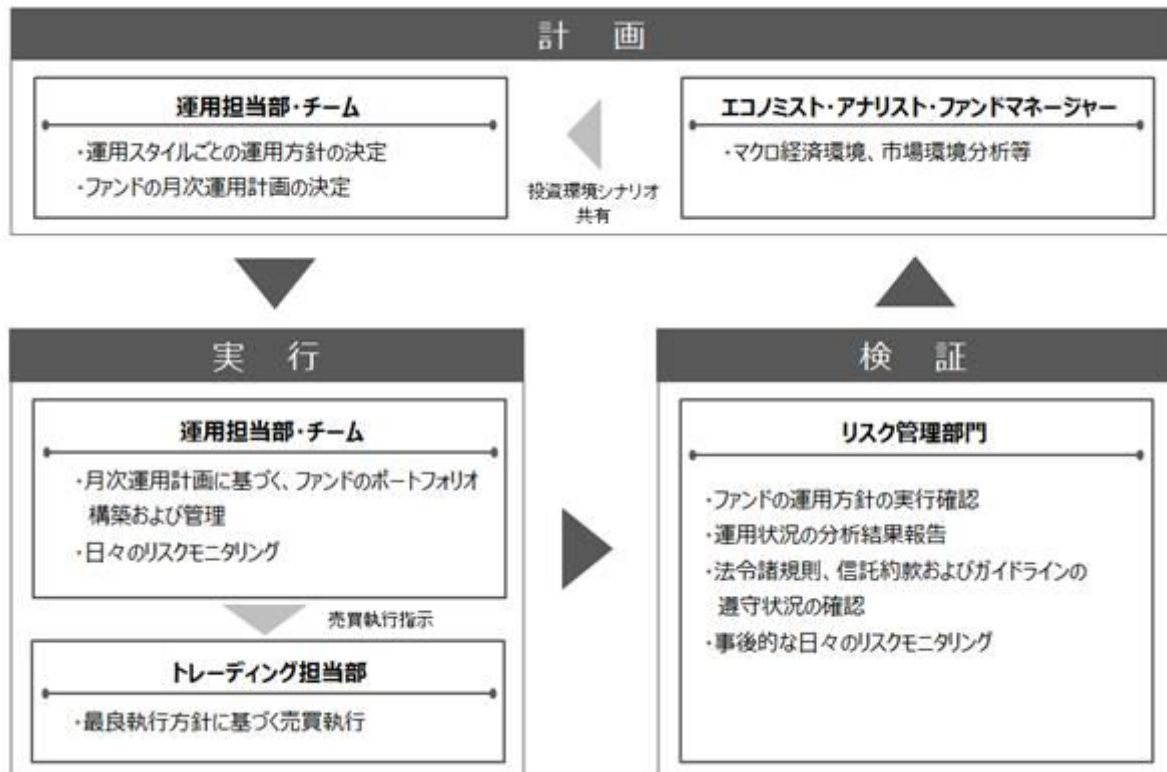 計 画
運用担当部・チーム
・運用スタイルごとの運用方針の決定
・ファンドの月次運用計画の決定
投資環境シナリオ
共有
エコノミスト・アナリスト・ファンドマネージャー
・マクロ経済環境、市場環境分析等
実 行
運用担当部・チーム
・月次運用計画に基づく、ファンドのポートフォリオ
構築および管理
・日々のリスクモニタリング
売買執行指示
トレーディング担当部
・最良執行方針に基づく売買執行
検 証
リスク管理部門
・ファンドの運用方針の実行確認
・運用状況の分析結果報告
・法令諸規則、信託約款およびガイドラインの
遵守状況の確認
・事後的な日々のリスクモニタリング